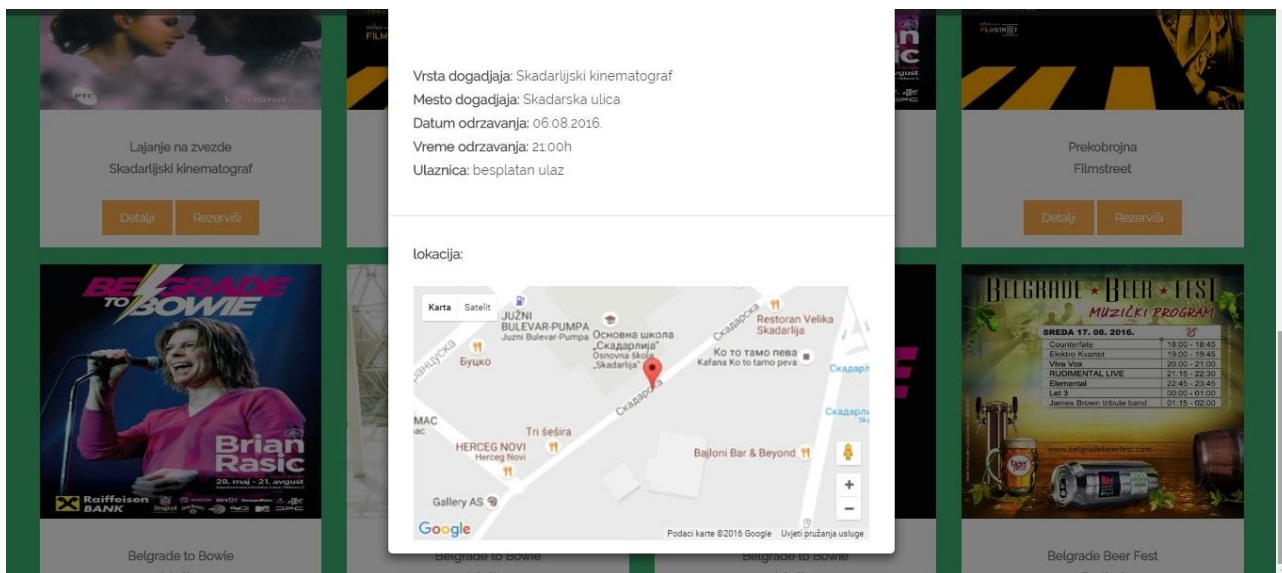 FILMSTREET
PTC
Komuna
Lajanje na zvezde
Skadarlijski kinematograf
Detalji
Rezerviši
Vrsta dogadjaja: Skadarlijski kinematograf
Mesto dogadjaja: Skadarska ulica
Datum odrzavanja: 06.08.2016.
Vreme odrzavanja: 21:00h
Ulaznica: besplatan ulaz
lokacija:
Karta
Satelit
JUŽNI
BULEVAR-PUMPA
Juzni Bulevar-Pumpa
Основна школа
„Скадарлија"
Osnovna škola
„Skadarlija"
Буцко
Скадарска
Restoran Velika
Skadarlija
Ко то тамо пева
Kafana Ko to tamo peva
Скадарска
Tri šešira
HERCEG NOVI
Herceg Novi
Bajloni Bar & Beyond
Gallery AS
Google
Podaci karte ©2016 Google
Uvjeti pružanja usluge
Prekobrojna
Filmstreet
Detalji
Rezerviši
BELGRADE
TO BOWIE
Brian
Rasic
28. maj - 21. avgust
Raiffeisen
BANK
Belgrade to Bowie
Belgrade to Bowie
Belgrade to Bowie
BELGRADE ★ BEER ★ FEST
MUZIČKI PROGRAM
SREDA 17. 08. 2016.
Counterfate 18:00 - 18:45
Elektro Kvartet 19:00 - 19:45
Viva Vox 20:00 - 21:00
RUDIMENTAL LIVE 21:15 - 22:30
Elemental 22:45 - 23:45
Let 3 00:00 - 01:00
James Brown tribute band 01:15 - 02:00
www.belgradebeerfest.com
Belgrade Beer Fest